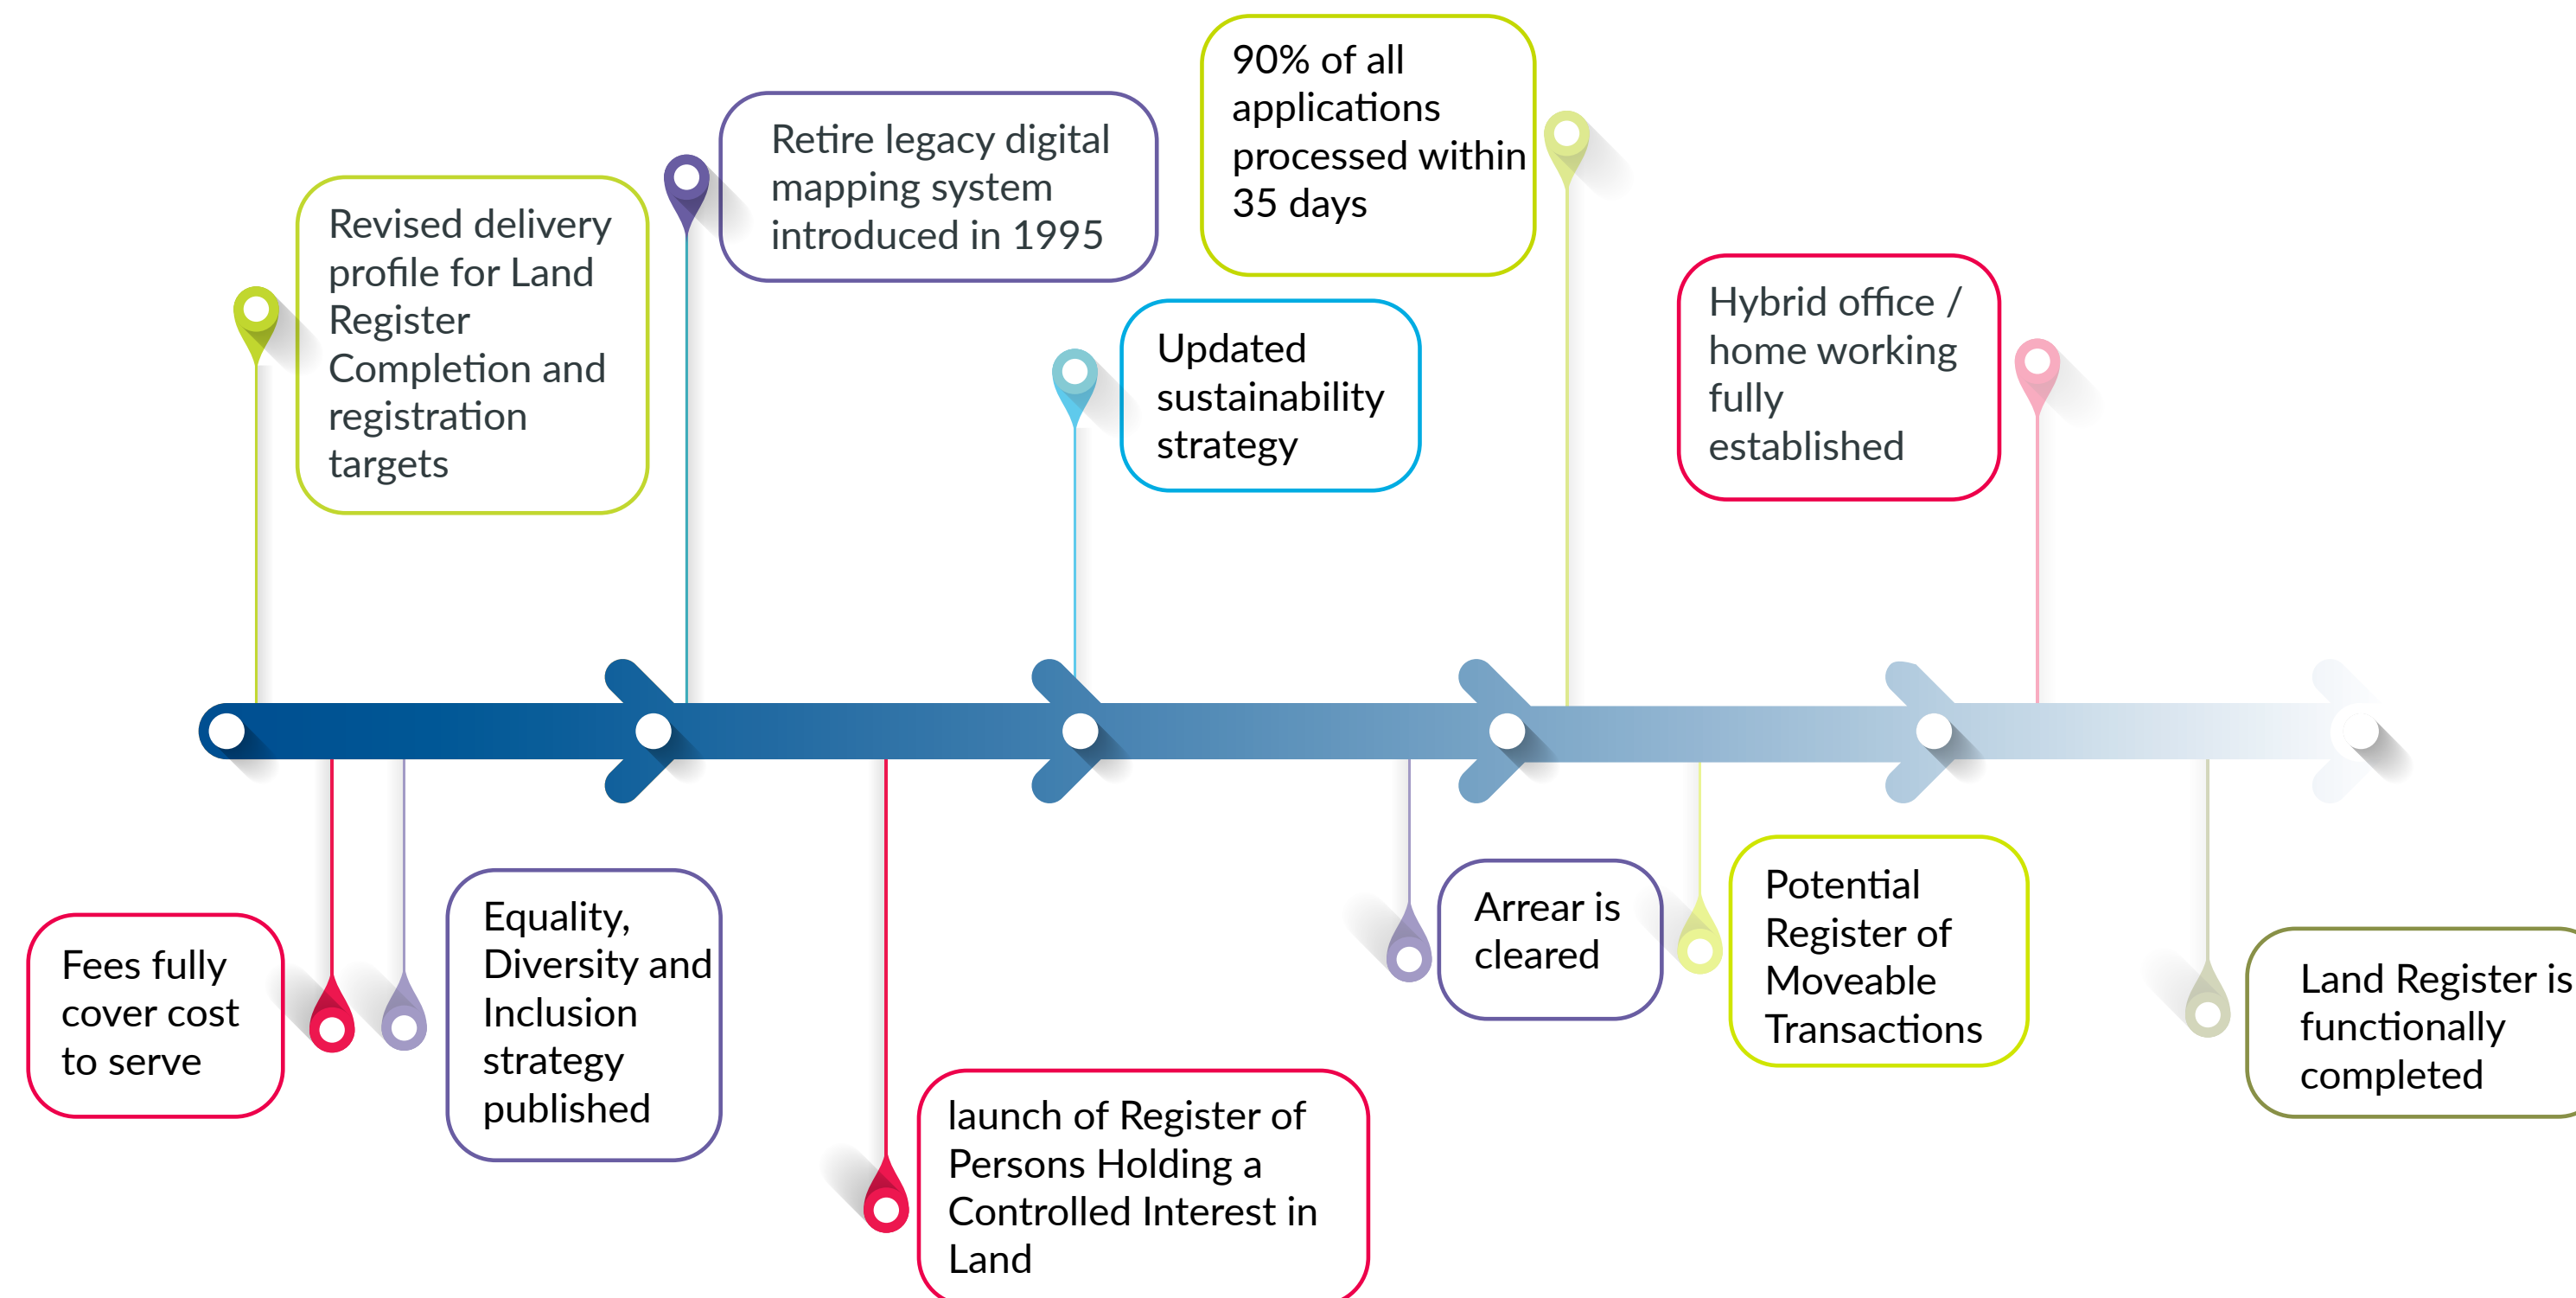 90% of all
applications
processed within
35 days
Retire legacy digital
mapping system
introduced in 1995
Revised delivery
profile for Land
Register
Completion and
registration
targets
Updated
sustainability
strategy
Hybrid office /
home working
fully
established
Fees fully
cover cost
to serve
Equality,
Diversity and
Inclusion
strategy
published
launch of Register of
Persons Holding a
Controlled Interest in
Land
Arrear is
cleared
Potential
Register of
Moveable
Transactions
Land Register is
functionally
completed